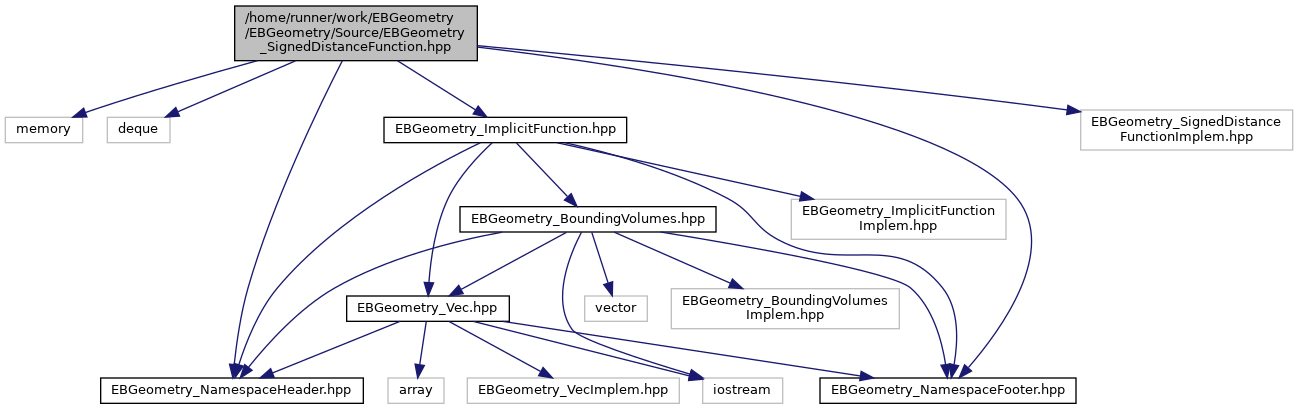 /home/runner/work/EBGeometry
/EBGeometry/Source/EBGeometry
_SignedDistanceFunction.hpp
memory
deque
EBGeometry_ImplicitFunction.hpp
EBGeometry_SignedDistance
FunctionImplem.hpp
EBGeometry_BoundingVolumes.hpp
EBGeometry_ImplicitFunction
Implem.hpp
EBGeometry_Vec.hpp
vector
EBGeometry_BoundingVolumes
Implem.hpp
EBGeometry_NamespaceHeader.hpp
array
EBGeometry_VecImplem.hpp
iostream
EBGeometry_NamespaceFooter.hpp